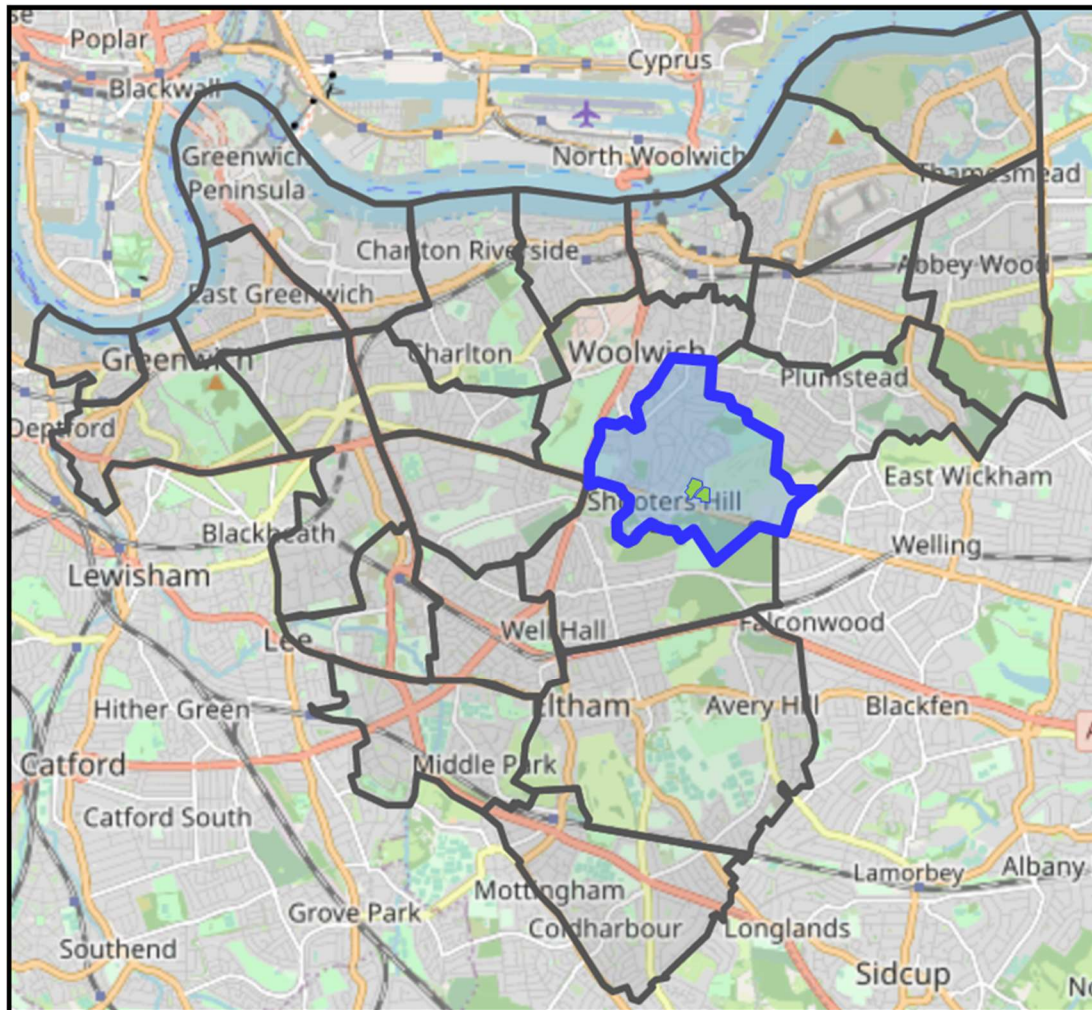 se
Poplar
Cyprus
Blackwall
Greenwich
Peninsula
North Woolwich
Thamesmead
Charlton Riverside
Abbey Wood
East Greenwich
Greenwich
Charlton
Woolwich
Plumstead
Deptford
East Wickham
Shooters Hill
Blackheath
Welling
Lewisham
Well Hall
Falconwood
Lee
Hither Green
Eltham
Avery Hill
Blackfen
A
Catford
Middle Park
Catford South
Lamorbey
Albany
Mottingham
Grove Park
Coldharbour
Longlands
Southend
Sidcup
No